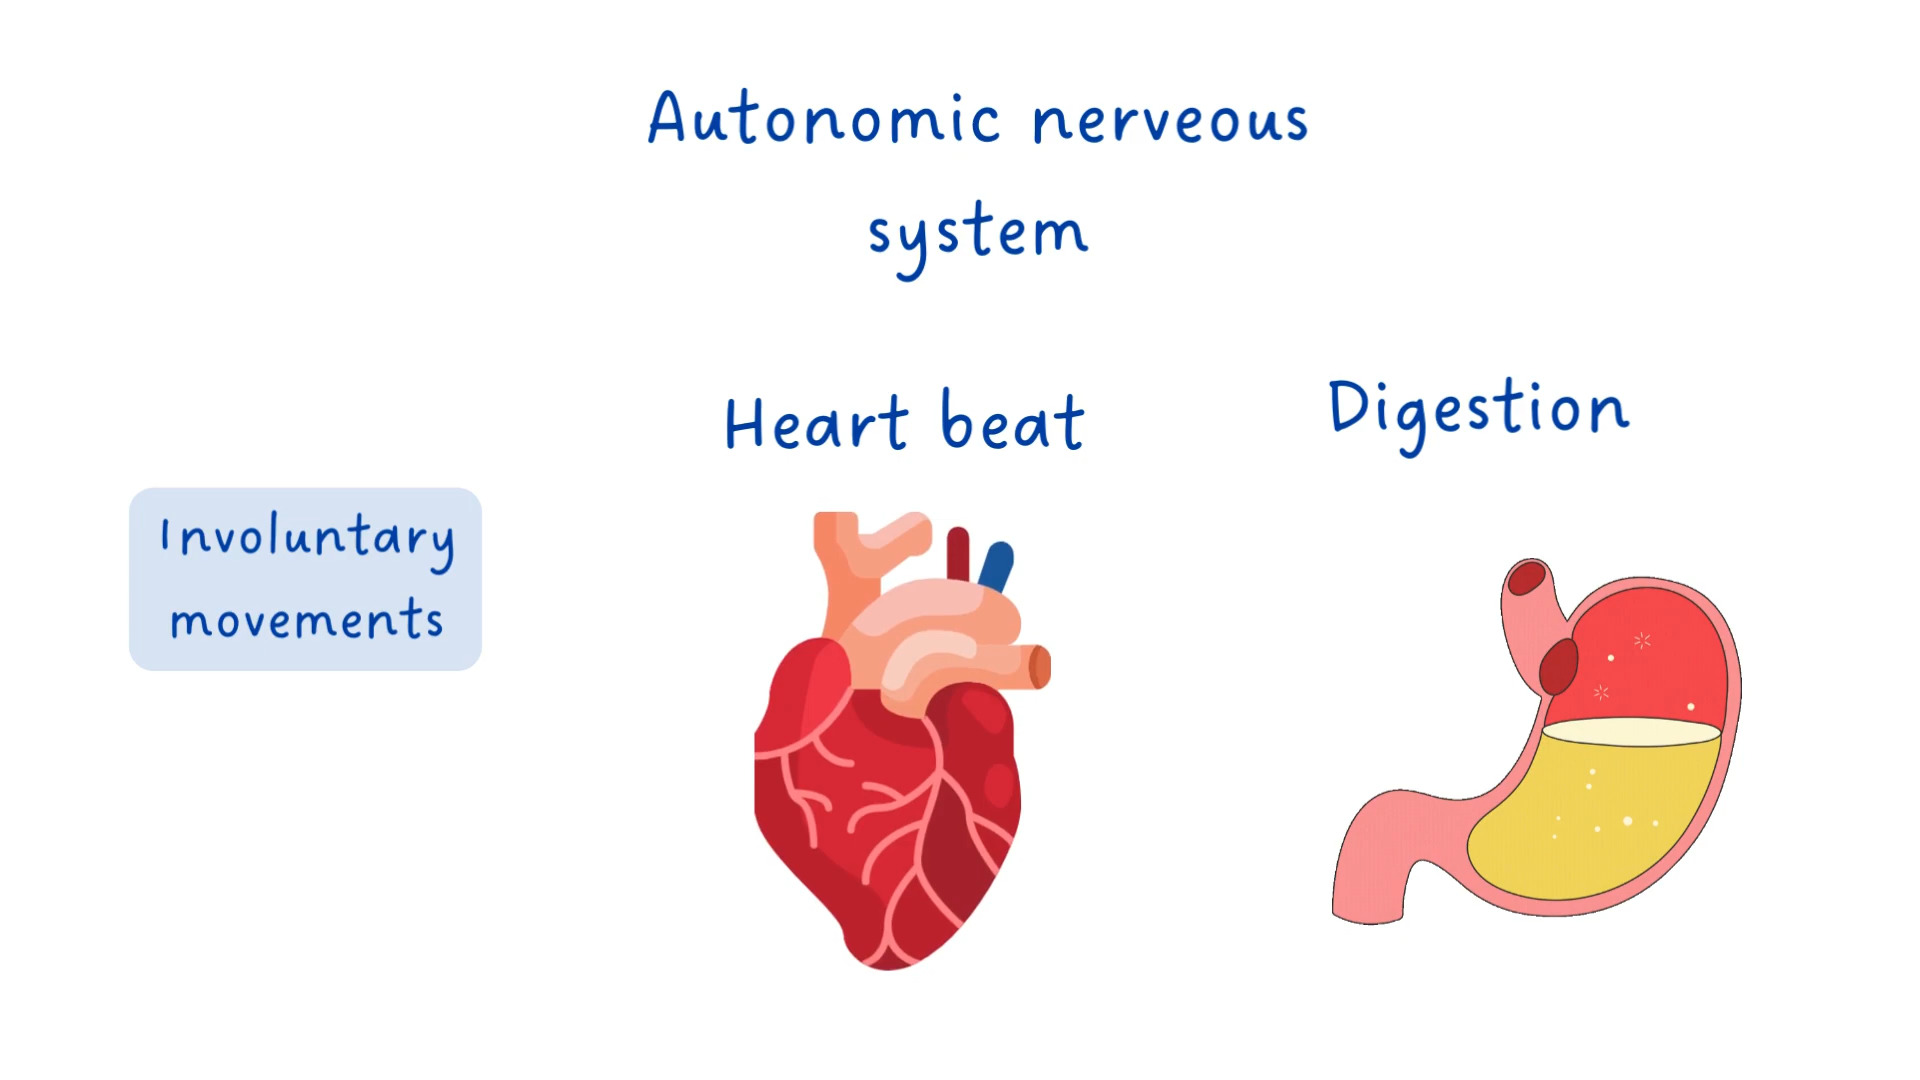 Autonomic nerveous
system
Heart beat
Digestion
Involuntary
movements